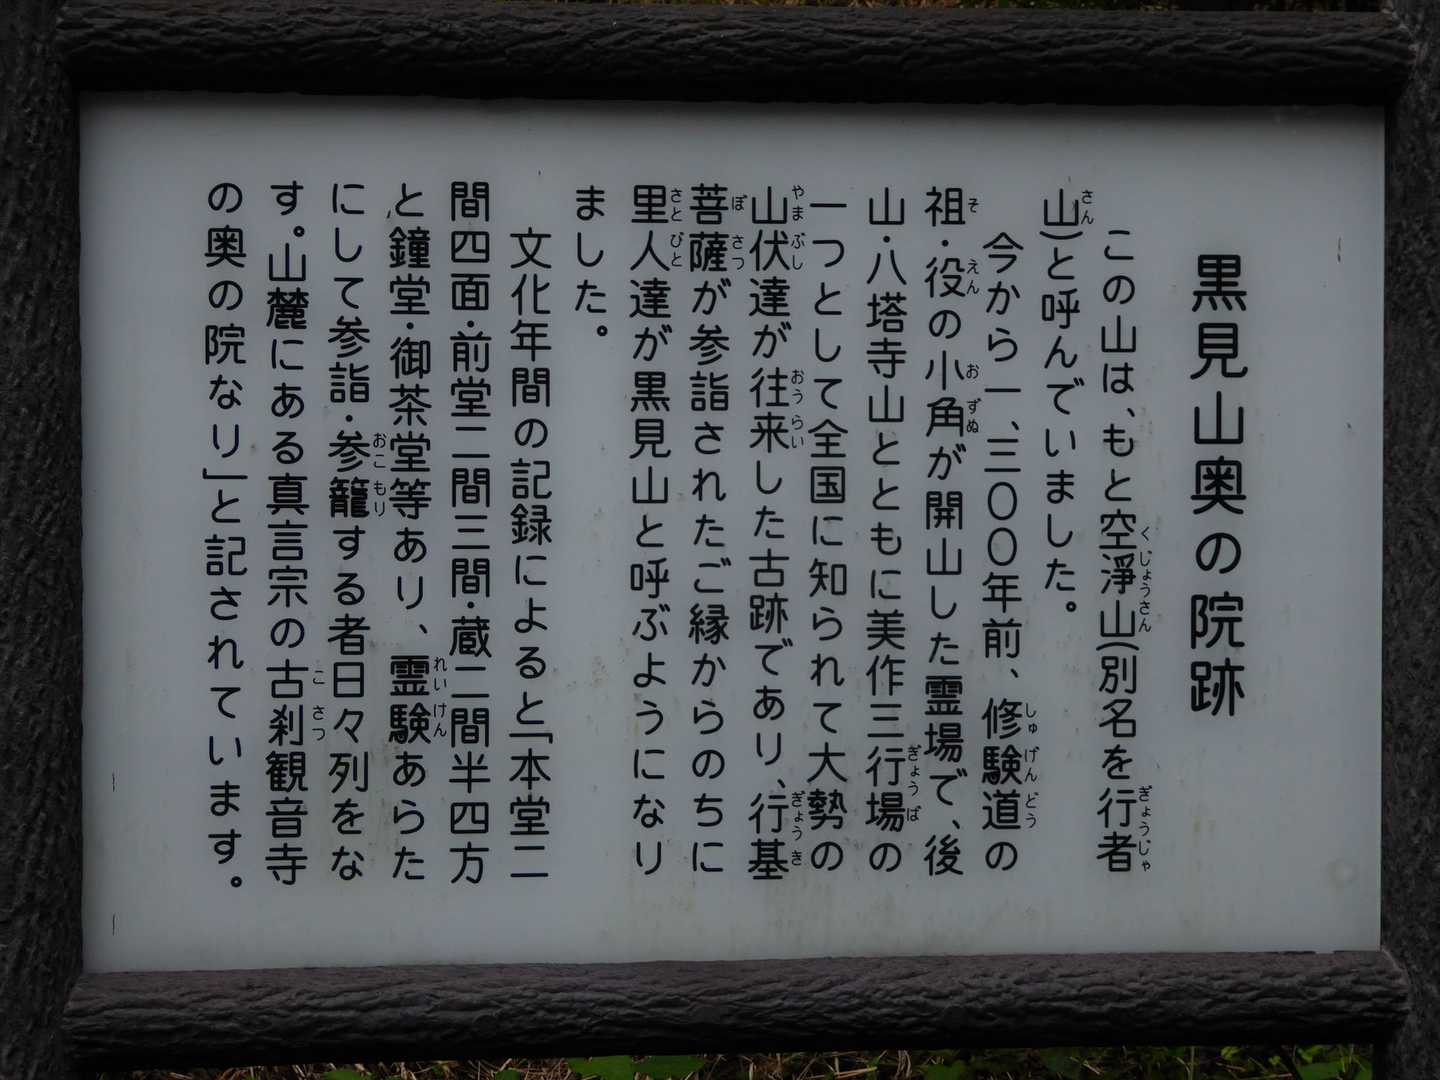 黒見山奥の院跡
この山は、もと空淨山(別名を行者
山)と呼んでいました。
今から一、三〇〇年前、修験道の
祖・役の小角が開山した霊場で、後
山・八塔寺山とともに美作三行場の
一つとして全国に知られて大勢の
山伏達が往来した古跡であり、行基
菩薩が参詣されたご縁からのちに
里人達が黒見山と呼ぶようになり
ました。
文化年間の記録によると「本堂二
間四面・前堂二間三間・蔵二間半四方
と鐘堂・御茶堂等あり、霊験あらた
にして参詣・参籠する者日々列をな
す。山麓にある真言宗の古刹観音寺
の奥の院なり」と記されています。